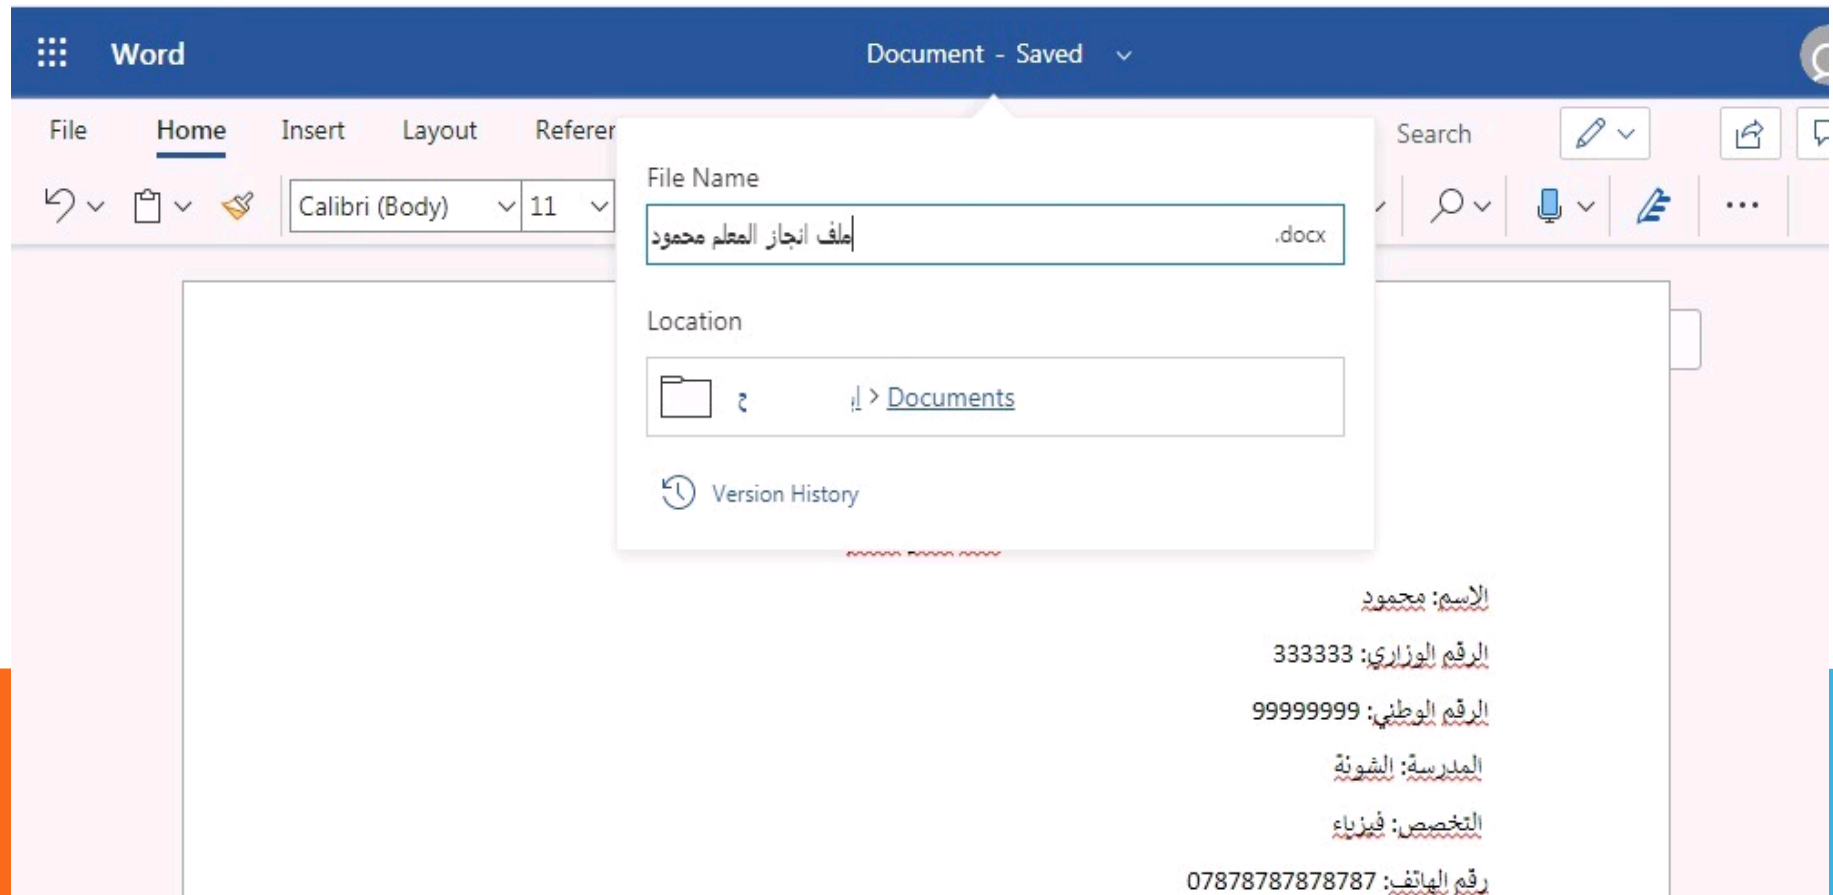 Word
Document - Saved
File Home Insert Layout Search
Calibri (Body) 11
File Name
ملف انجاز المعلم محمود
.docx
Location
> Documents
Version History
الاسم: محمود
الرقم الوزاري: 333333
الرقم الوطني: 99999999
المدرسة: الشونة
التخصص: فيزياء
رقم الهاتف: 07878787878787